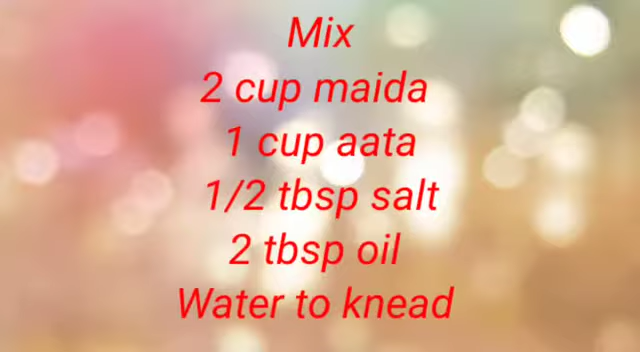 Mix
2 cup maida
1 cup aata
1/2 tbsp salt
2 tbsp oil
Water to knead